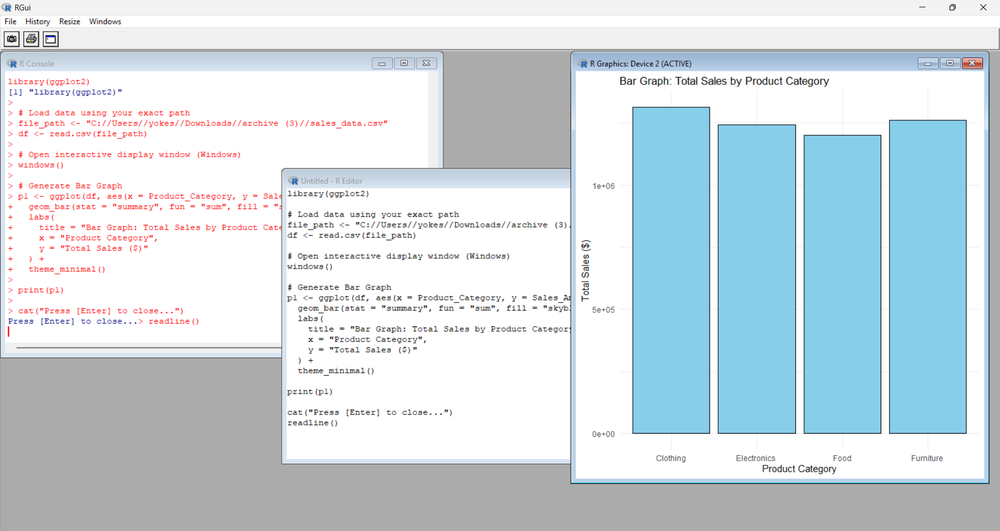 RGui
File History Resize Windows
R Console
library(ggplot2)
[1] "library(ggplot2)"
>
> # Load data using your exact path
> file_path <- "C://Users//yokes//Downloads//archive (3)//sales_data.csv"
> df <- read.csv(file_path)
>
> # Open interactive display window (Windows)
> windows()
>
> # Generate Bar Graph
> p1 <- ggplot(df, aes(x = Product_Category, y = Sale
+   geom_bar(stat = "summary", fun = "sum", fill = "s
+   labs(
+     title = "Bar Graph: Total Sales by Product Cate
+     x = "Product Category",
+     y = "Total Sales ($)"
+   ) +
+   theme_minimal()
>
> print(p1)
>
> cat("Press [Enter] to close...")
Press [Enter] to close...> readline()
Untitled - R Editor
library(ggplot2)
# Load data using your exact path
file_path <- "C://Users//yokes//Downloads//archive (3)
df <- read.csv(file_path)
# Open interactive display window (Windows)
windows()
# Generate Bar Graph
p1 <- ggplot(df, aes(x = Product_Category, y = Sales_A
  geom_bar(stat = "summary", fun = "sum", fill = "skyb
  labs(
    title = "Bar Graph: Total Sales by Product Category
    x = "Product Category",
    y = "Total Sales ($)"
  ) +
  theme_minimal()
print(p1)
cat("Press [Enter] to close...")
readline()
R Graphics: Device 2 (ACTIVE)
Bar Graph: Total Sales by Product Category
1e+06
5e+05
0e+00
Total Sales ($)
Clothing Electronics Food Furniture
Product Category